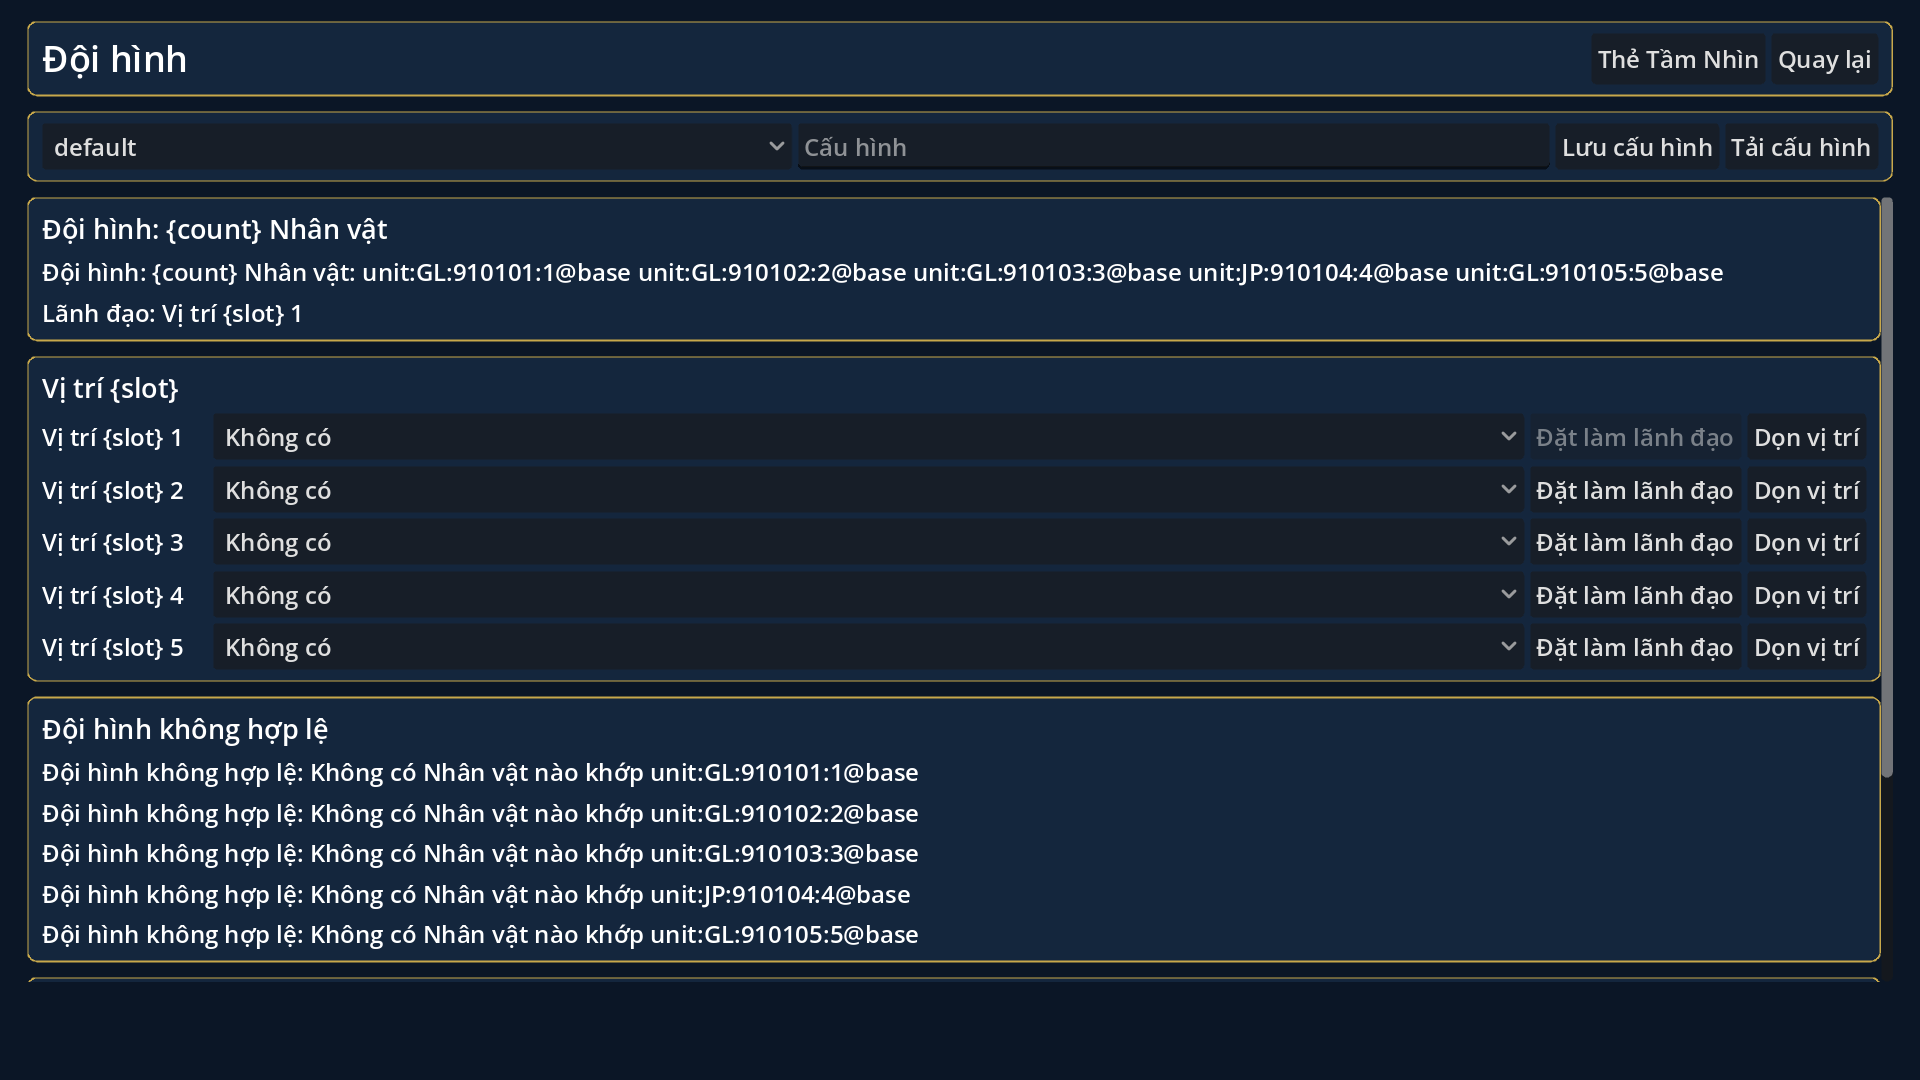 Đội hình
Thẻ Tầm Nhìn
Quay lại
default
Cấu hình
Lưu cấu hình
Tải cấu hình
Đội hình: {count} Nhân vật
Đội hình: {count} Nhân vật: unit:GL:910101:1@base unit:GL:910102:2@base unit:GL:910103:3@base unit:JP:910104:4@base unit:GL:910105:5@base
Lãnh đạo: Vị trí {slot} 1
Vị trí {slot}
Vị trí {slot} 1 Không có Đặt làm lãnh đạo Dọn vị trí
Vị trí {slot} 2 Không có Đặt làm lãnh đạo Dọn vị trí
Vị trí {slot} 3 Không có Đặt làm lãnh đạo Dọn vị trí
Vị trí {slot} 4 Không có Đặt làm lãnh đạo Dọn vị trí
Vị trí {slot} 5 Không có Đặt làm lãnh đạo Dọn vị trí
Đội hình không hợp lệ
Đội hình không hợp lệ: Không có Nhân vật nào khớp unit:GL:910101:1@base
Đội hình không hợp lệ: Không có Nhân vật nào khớp unit:GL:910102:2@base
Đội hình không hợp lệ: Không có Nhân vật nào khớp unit:GL:910103:3@base
Đội hình không hợp lệ: Không có Nhân vật nào khớp unit:JP:910104:4@base
Đội hình không hợp lệ: Không có Nhân vật nào khớp unit:GL:910105:5@base